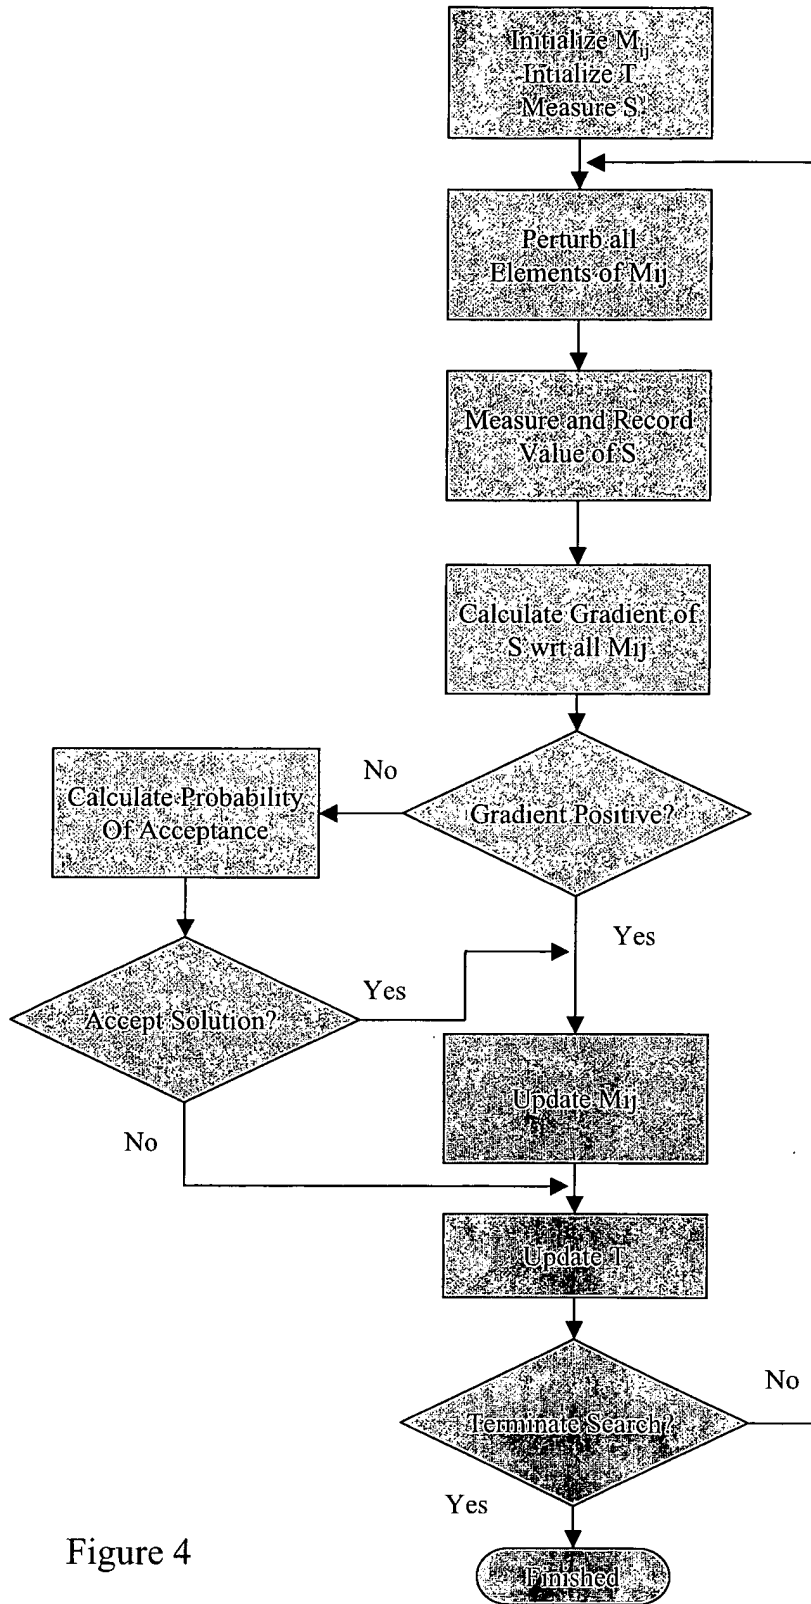 Initialize Mij
Intialize T
Measure S
Perturb all
Elements of Mij
Measure and Record
Value of S
Calculate Gradient of
S wrt all Mij
Gradient Positive?
No
Yes
Calculate Probability
Of Acceptance
Accept Solution?
Yes
No
Update Mij
Update T
Terminate Search?
No
Yes
Finished
Figure 4